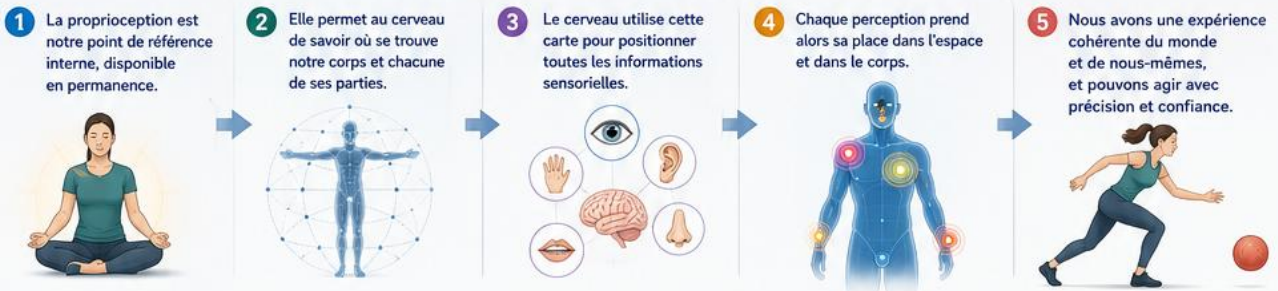 1
La proprioception est
notre point de référence
interne, disponible
en permanence.
2
Elle permet au cerveau
de savoir où se trouve
notre corps et chacune
de ses parties.
3
Le cerveau utilise cette
carte pour positionner
toutes les informations
sensorielles.
4
Chaque perception prend
alors sa place dans l'espace
et dans le corps.
5
Nous avons une expérience
cohérente du monde
et de nous-mêmes,
et pouvons agir avec
précision et confiance.